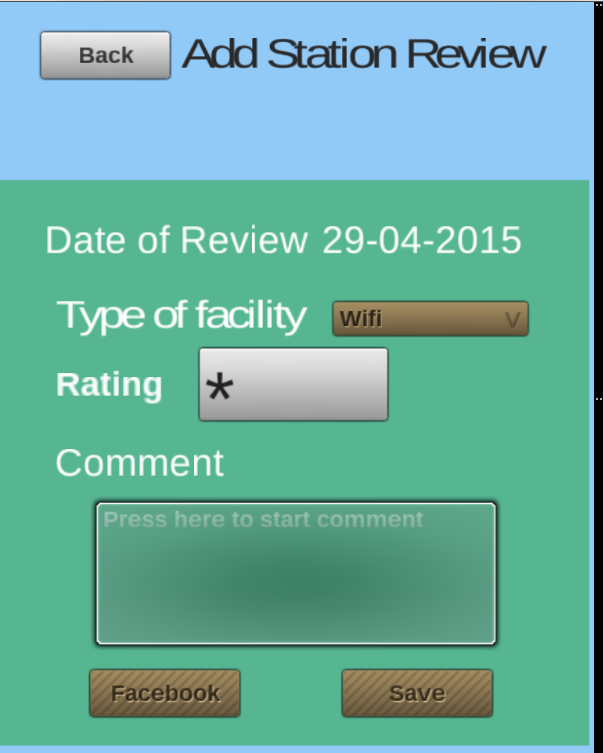 Back Add Station Review
Date of Review 29-04-2015
Type of facility Wifi V
Rating *
Comment
Press here to start comment
Facebook Save